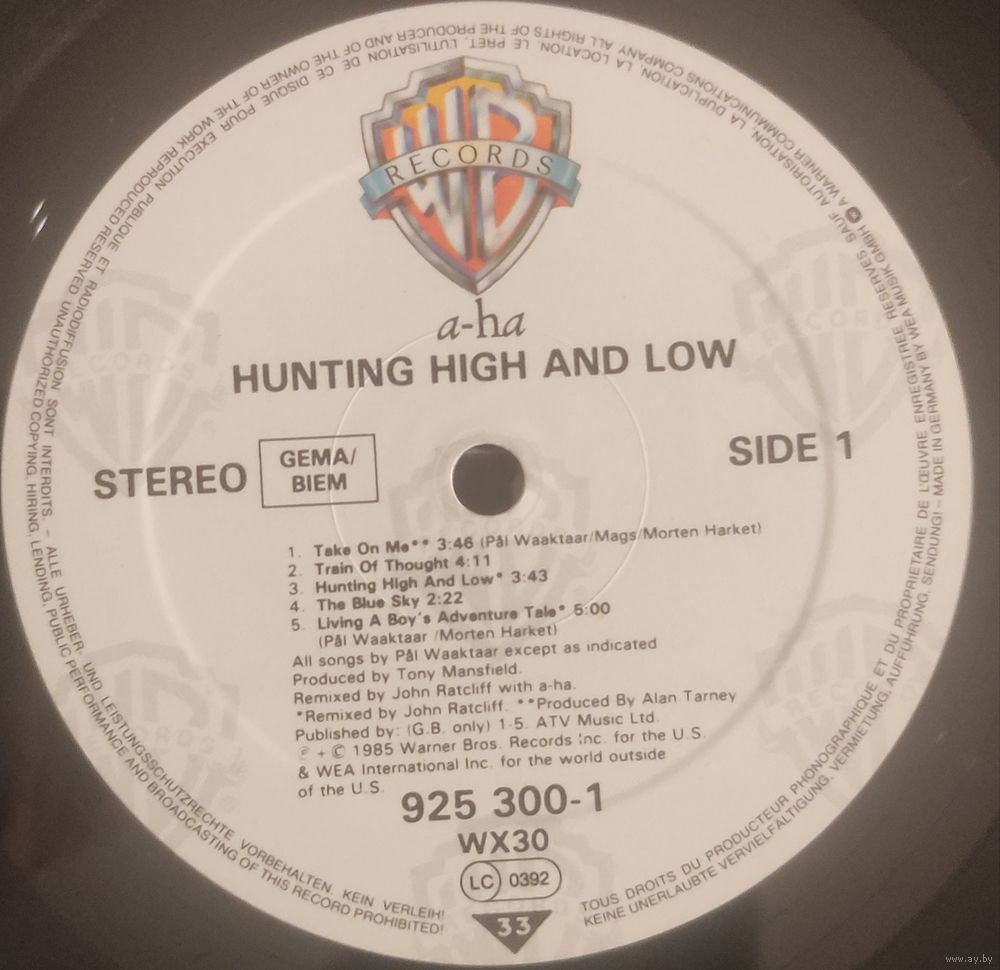 WB
RECORDS
a-ha
HUNTING HIGH AND LOW
STEREO
GEMA/
BIEM
SIDE 1
1. Take On Me** 3:46 (Pål Waaktaar/Mags/Morten Harket)
2. Train Of Thought 4:11
3. Hunting High And Low* 3:43
4. The Blue Sky 2:22
5. Living A Boy's Adventure Tale* 5:00
(Pål Waaktaar /Morten Harket)
All songs by Pål Waaktaar except as indicated
Produced by Tony Mansfield.
Remixed by John Ratcliff with a-ha.
*Remixed by John Ratcliff. **Produced By Alan Tarney
Published by: (G.B. only) 1-5. ATV Music Ltd.
℗ + © 1985 Warner Bros. Records Inc. for the U.S.
& WEA International Inc. for the world outside
of the U.S.
925 300-1
WX30
LC 0392
33
TOUS DROITS DU PRODUCTEUR PHONOGRAPHIQUE ET DU PROPRIETAIRE DE L'ŒUVRE ENREGISTREE RESERVES SAUF AUTORISATION, LA DUPLICATION, LA LOCATION, LE PRET, L'UTILISATION DE CE DISQUE POUR EXECUTION PUBLIQUE ET RADIODIFFUSION SONT INTERDITS. – ALLE URHEBER- UND LEISTUNGSSCHUTZRECHTE VORBEHALTEN. KEIN VERLEIH!
KEINE UNERLAUBTE VERVIELFÄLTIGUNG, VERMIETUNG, AUFFÜHRUNG, SENDUNG! – MADE IN GERMANY BY WEA MUSIK GMBH A WARNER COMMUNICATIONS COMPANY ALL RIGHTS OF THE PRODUCER AND OF THE OWNER OF THE WORK REPRODUCED RESERVED UNAUTHORIZED COPYING, HIRING, LENDING, PUBLIC PERFORMANCE AND BROADCASTING OF THIS RECORD PROHIBITED!
www.ay.by